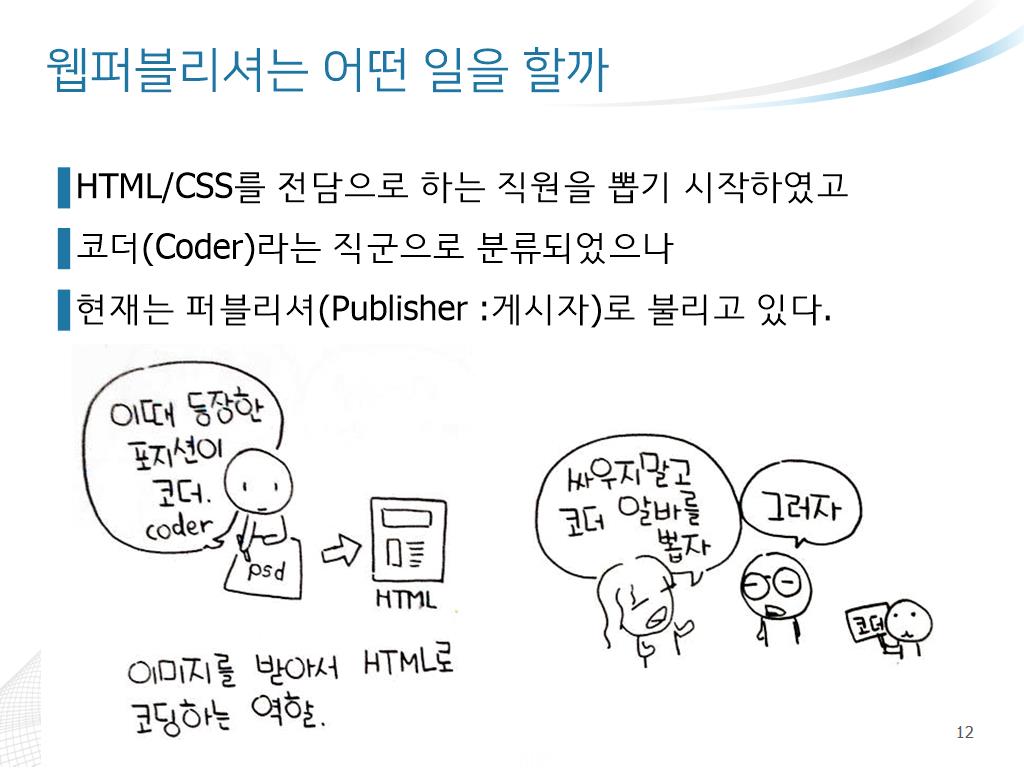 웹퍼블리셔는 어떤 일을 할까
HTML/CSS를 전담으로 하는 직원을 뽑기 시작하였고
코더(Coder)라는 직군으로 분류되었으나
현재는 퍼블리셔(Publisher :게시자)로 불리고 있다.
이때 등장한
포지션이
코더.
coder
psd
HTML
이미지를 받아서 HTML로
코딩하는 역할.
싸우지말고
코더 알바를
뽑자
그러자
코더
12